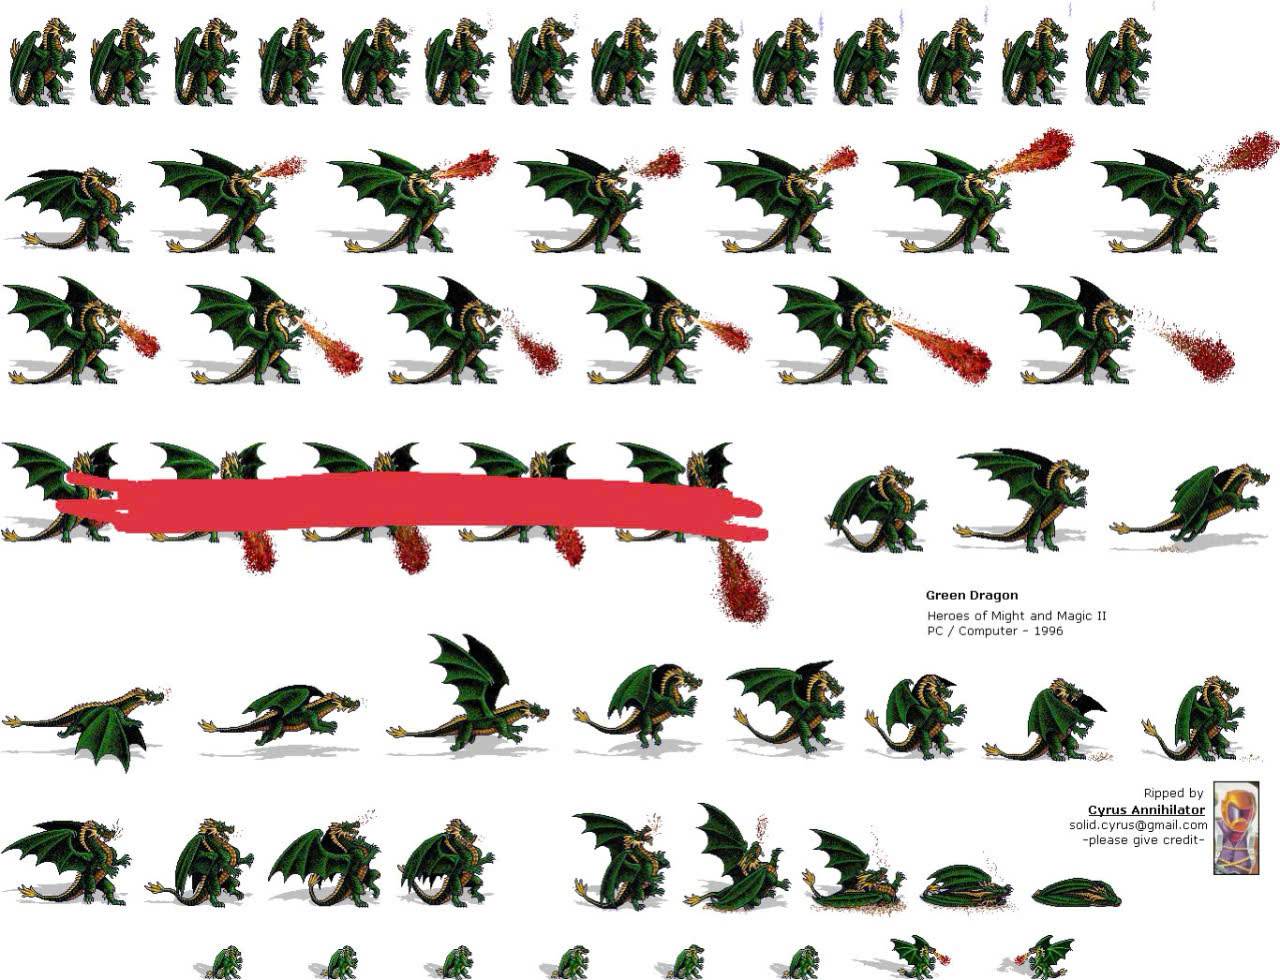 Green Dragon
Heroes of Might and Magic II
PC / Computer - 1996
Ripped by
Cyrus Annihilator
solid.cyrus@gmail.com
-please give credit-